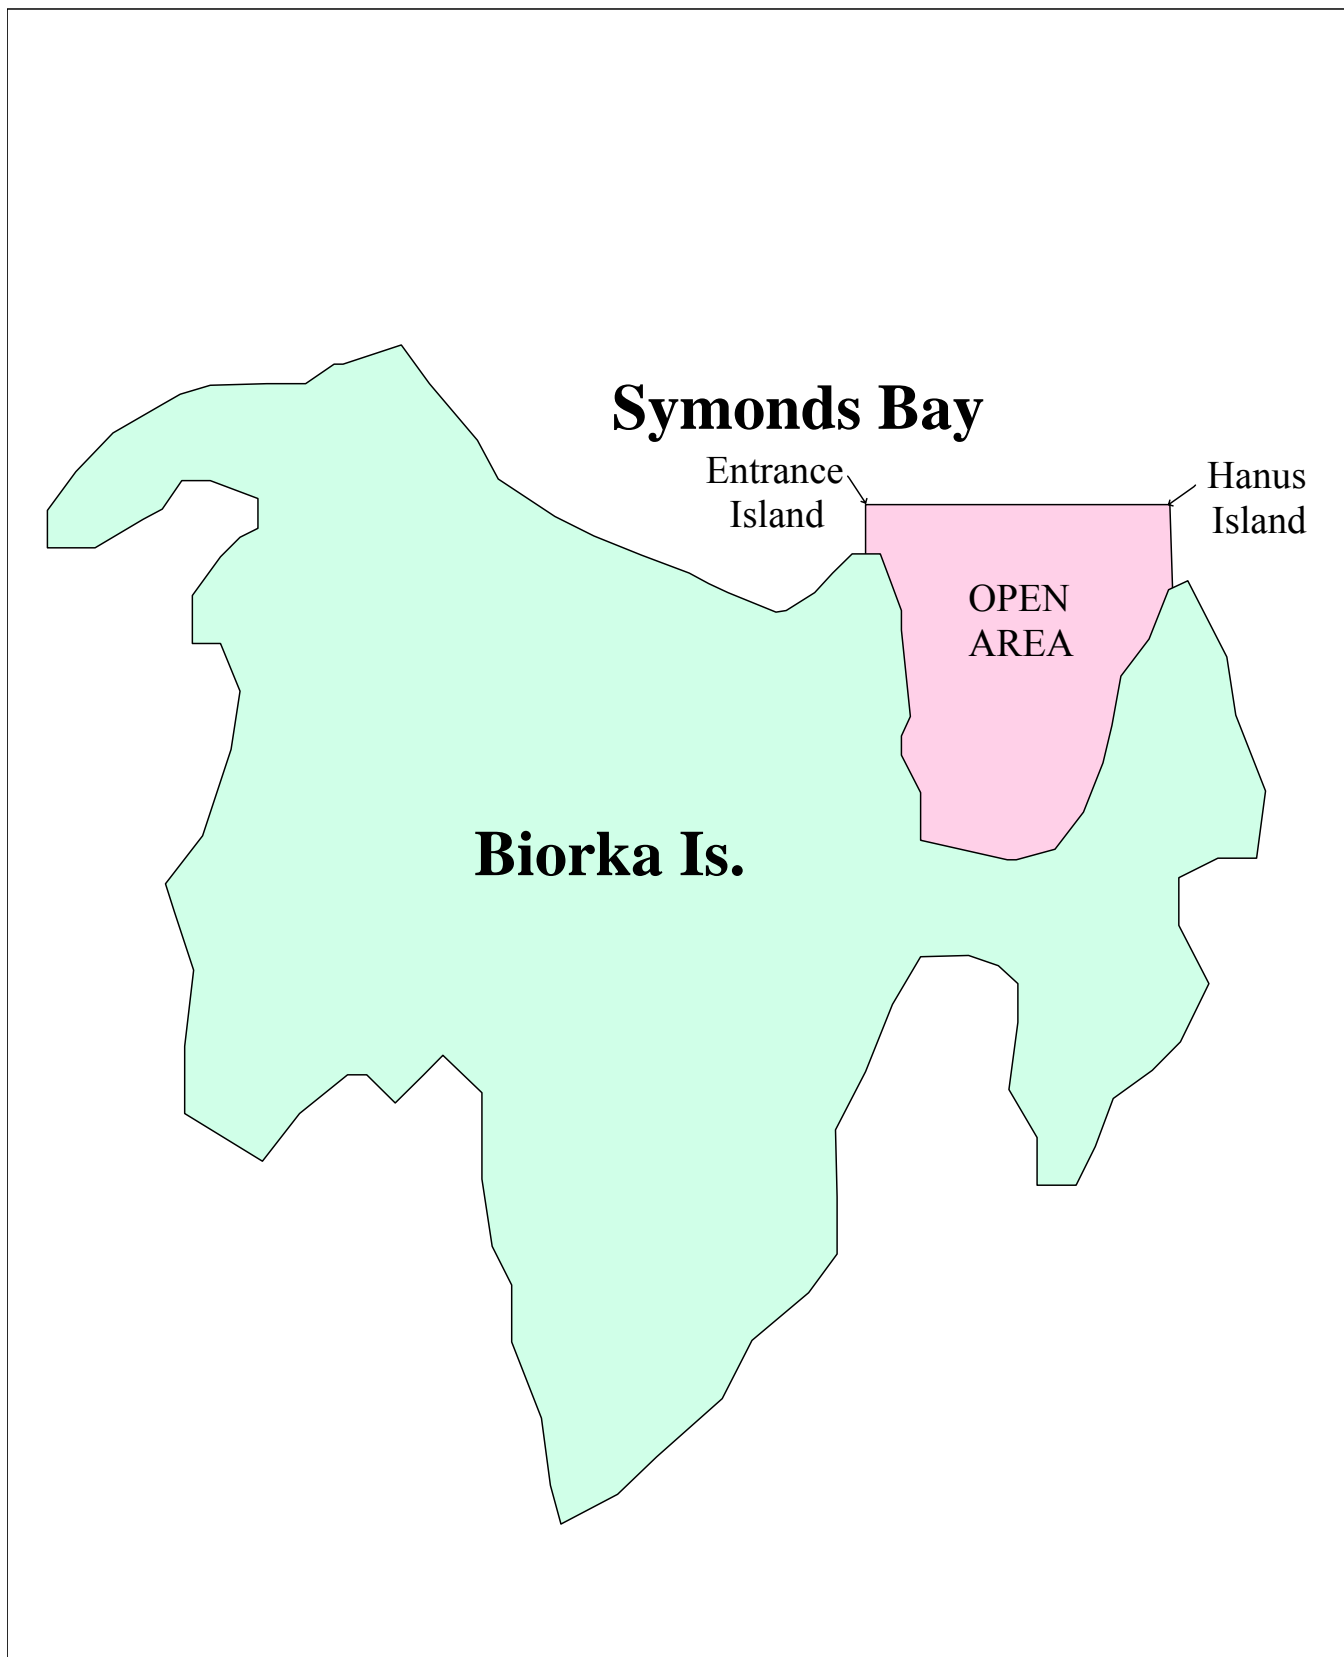 Symonds Bay
Entrance
Island
Hanus
Island
OPEN
AREA
Biorka Is.